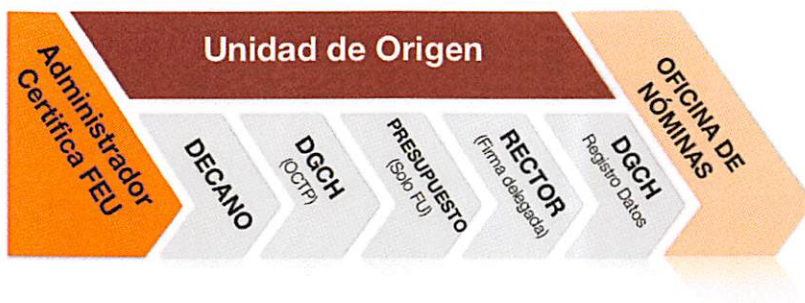 Administrador
Certifica FEU
Unidad de Origen
DECANO
DGCH
(OCTP)
PRESUPUESTO
(Solo FU)
RECTOR
(Firma delegada)
DGCH
Registro Datos
OFICINA DE
NÓMINAS